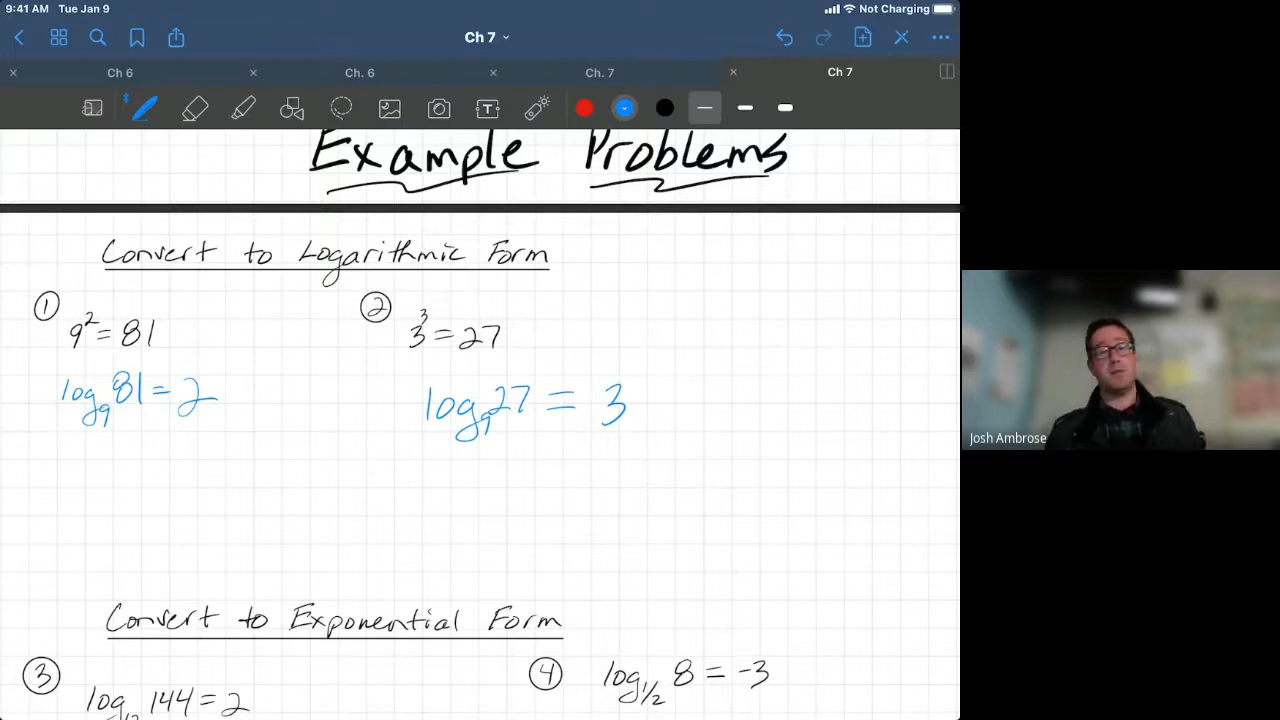 9:41 AM Tue Jan 9
Not Charging
Ch 7
Ch 6
Ch. 6
Ch. 7
Ch 7
T
Example Problems
Convert to Logarithmic Form
① 9² = 81
② 3³ = 27
log₉ 81 = 2
log₉ 27 = 3
Convert to Exponential Form
③ log₁₂ 144 = 2
④ log₁/₂ 8 = -3
Josh Ambrose